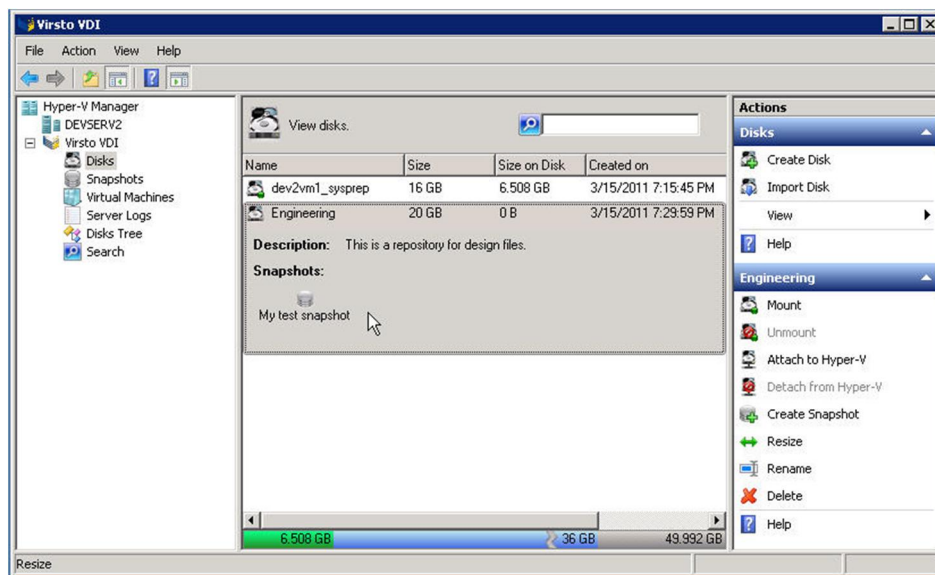 Virsto VDI
File Action View Help
Hyper-V Manager
DEVSERV2
Virsto VDI
Disks
Snapshots
Virtual Machines
Server Logs
Disks Tree
Search
View disks.
Name Size Size on Disk Created on
dev2vm1_sysprep 16 GB 6.508 GB 3/15/2011 7:15:45 PM
Engineering 20 GB 0 B 3/15/2011 7:29:59 PM
Description: This is a repository for design files.
Snapshots:
My test snapshot
6.508 GB 36 GB 49.992 GB
Actions
Disks
Create Disk
Import Disk
View
Help
Engineering
Mount
Unmount
Attach to Hyper-V
Detach from Hyper-V
Create Snapshot
Resize
Rename
Delete
Help
Resize